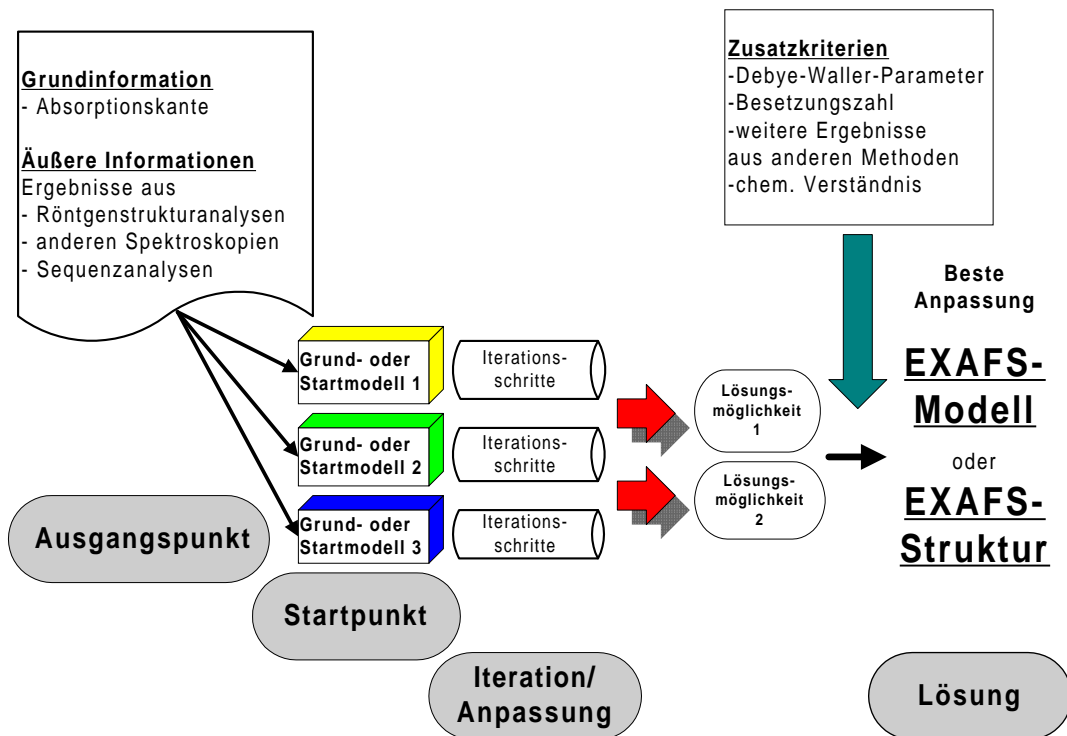 Grundinformation
- Absorptionskante
Äußere Informationen
Ergebnisse aus
- Röntgenstrukturanalysen
- anderen Spektroskopien
- Sequenzanalysen
Zusatzkriterien
-Debye-Waller-Parameter
-Besetzungszahl
-weitere Ergebnisse
aus anderen Methoden
-chem. Verständnis
Grund- oder
Startmodell 1
Iterations-
schritte
Grund- oder
Startmodell 2
Iterations-
schritte
Grund- oder
Startmodell 3
Iterations-
schritte
Lösungs-
möglichkeit
1
Lösungs-
möglichkeit
2
Beste
Anpassung
EXAFS-
Modell
oder
EXAFS-
Struktur
Ausgangspunkt
Startpunkt
Iteration/
Anpassung
Lösung